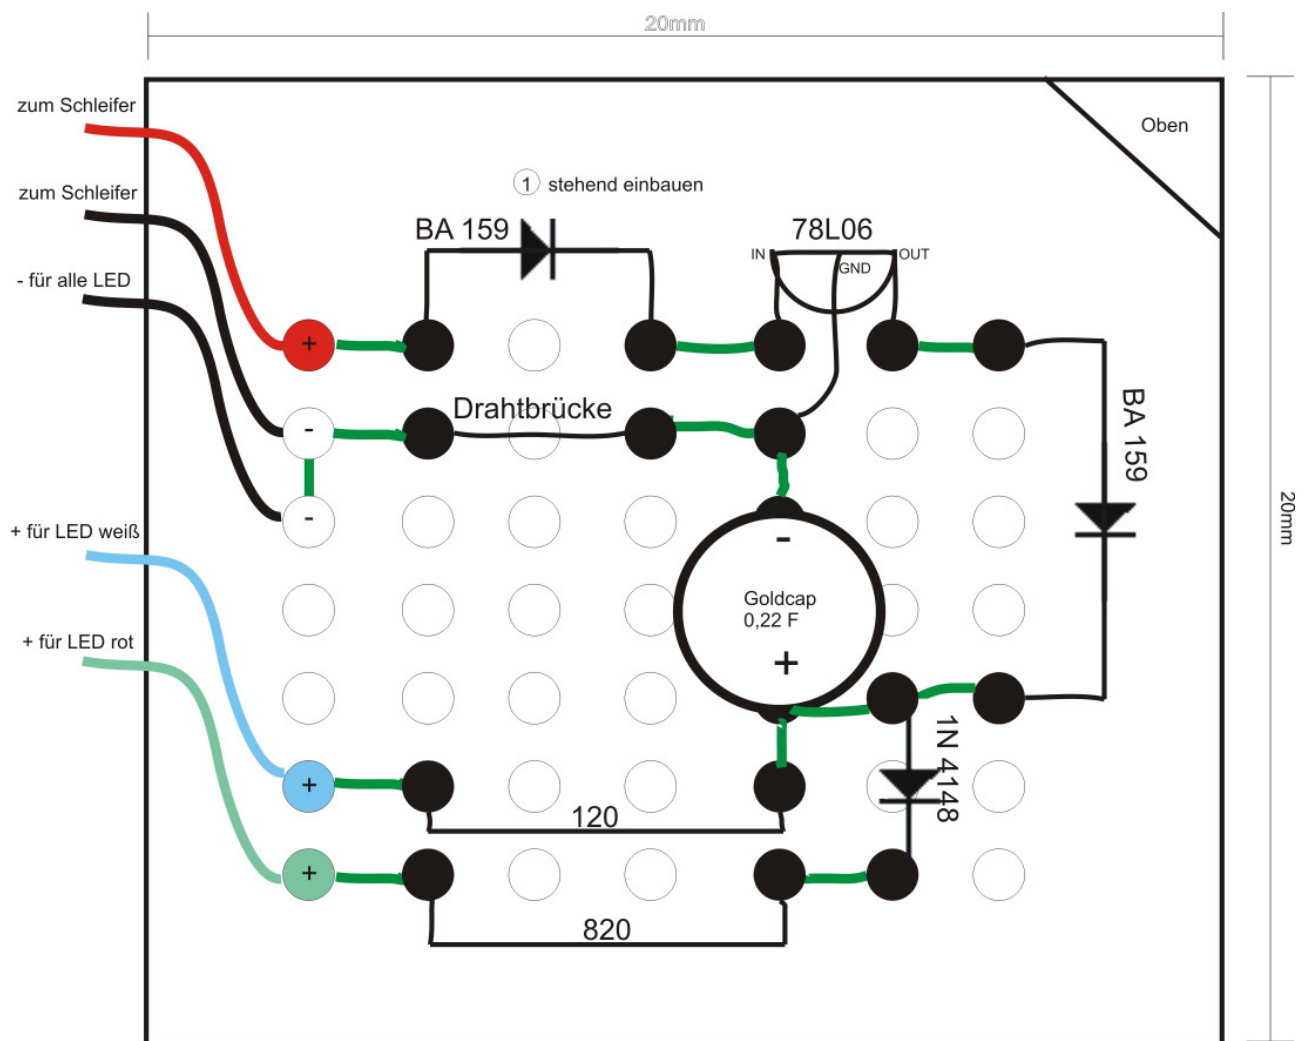 20mm
zum Schleifer
Oben
zum Schleifer
1 stehend einbauen
BA 159
78L06
IN
GND
OUT
- für alle LED
+
-
Drahtbrücke
BA 159
-
-
20mm
+ für LED weiß
Goldcap
0,22 F
+
+ für LED rot
1N 4148
+
120
+
820